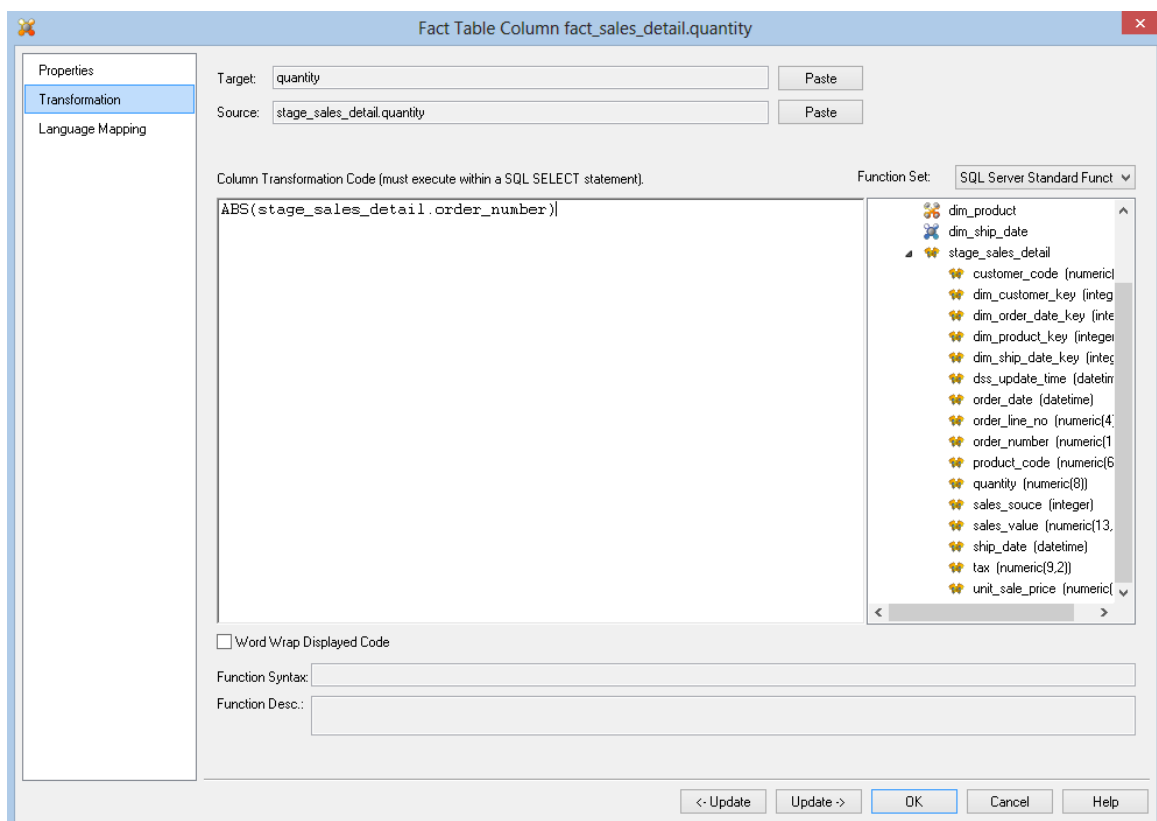 Fact Table Column fact_sales_detail.quantity
Properties
Transformation
Language Mapping
Target: quantity Paste
Source: stage_sales_detail.quantity Paste
Column Transformation Code (must execute within a SQL SELECT statement).
Function Set: SQL Server Standard Funct
ABS(stage_sales_detail.order_number)
dim_product
dim_ship_date
stage_sales_detail
customer_code (numeric(
dim_customer_key (integ
dim_order_date_key (inte
dim_product_key (integer
dim_ship_date_key (integ
dss_update_time (datetim
order_date (datetime)
order_line_no (numeric(4)
order_number (numeric(1
product_code (numeric(6
quantity (numeric(8))
sales_souce (integer)
sales_value (numeric(13,
ship_date (datetime)
tax (numeric(9,2))
unit_sale_price (numeric(
Word Wrap Displayed Code
Function Syntax:
Function Desc.:
<- Update Update -> OK Cancel Help